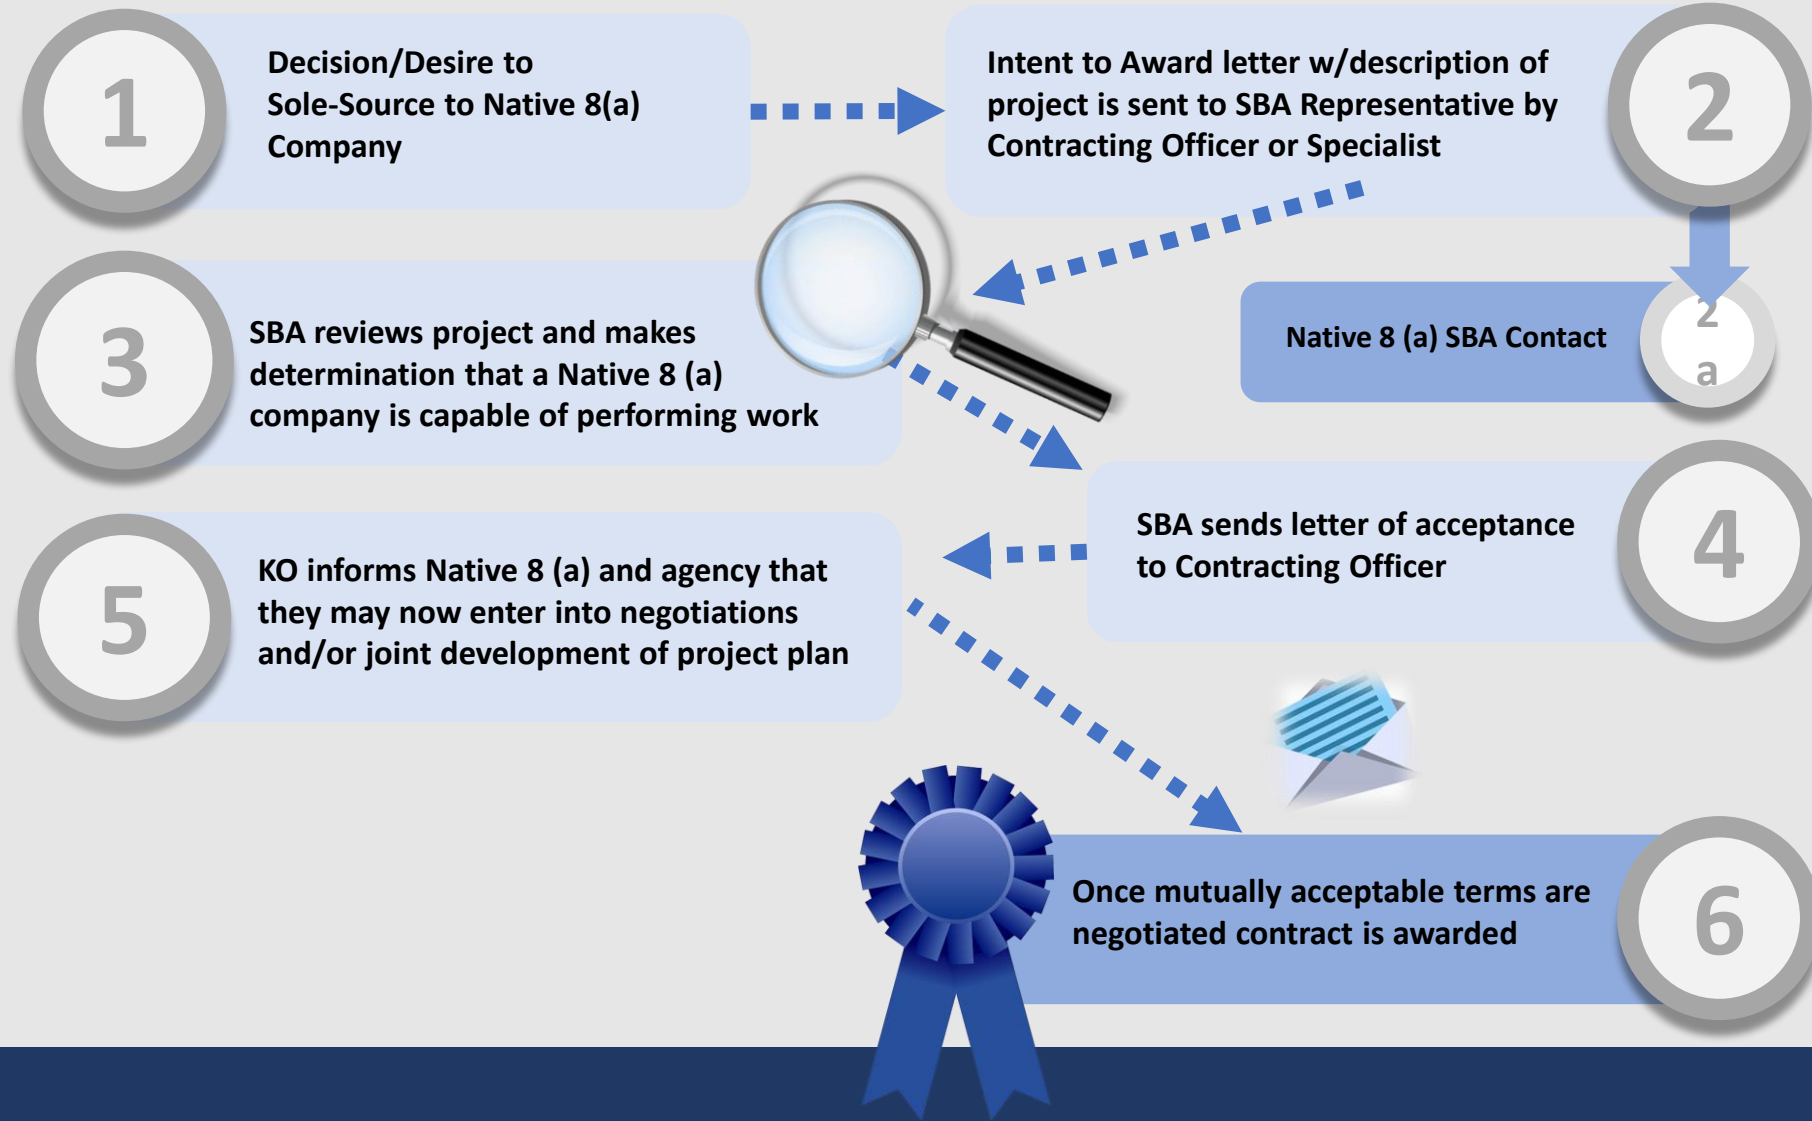 1
Decision/Desire to
Sole-Source to Native 8(a)
Company
Intent to Award letter w/description of
project is sent to SBA Representative by
Contracting Officer or Specialist
2
Native 8 (a) SBA Contact
2
a
3
SBA reviews project and makes
determination that a Native 8 (a)
company is capable of performing work
SBA sends letter of acceptance
to Contracting Officer
4
5
KO informs Native 8 (a) and agency that
they may now enter into negotiations
and/or joint development of project plan
Once mutually acceptable terms are
negotiated contract is awarded
6